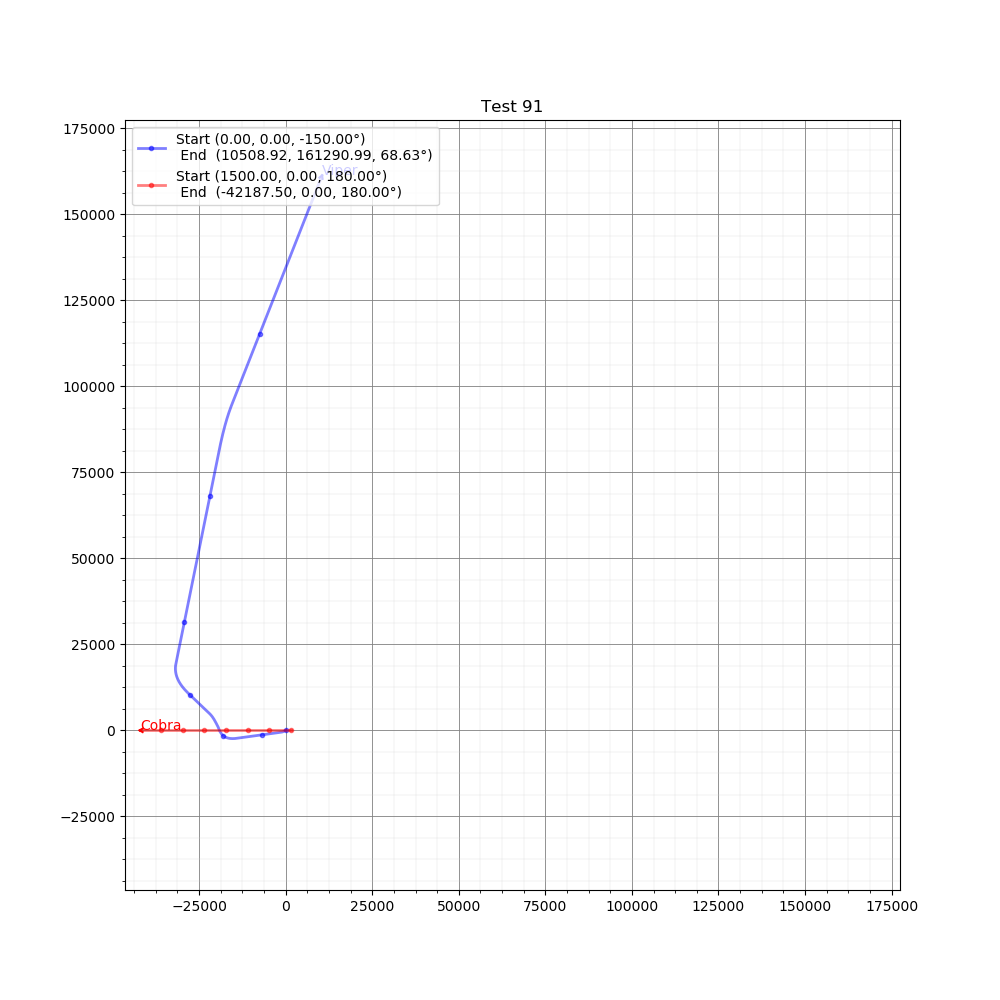 Test 91
175000
150000
125000
100000
75000
50000
25000
0
−25000
Start (0.00, 0.00, -150.00°)
End (10508.92, 161290.99, 68.63°)
Start (1500.00, 0.00, 180.00°)
End (-42187.50, 0.00, 180.00°)
Viper
Cobra
−25000 0 25000 50000 75000 100000 125000 150000 175000